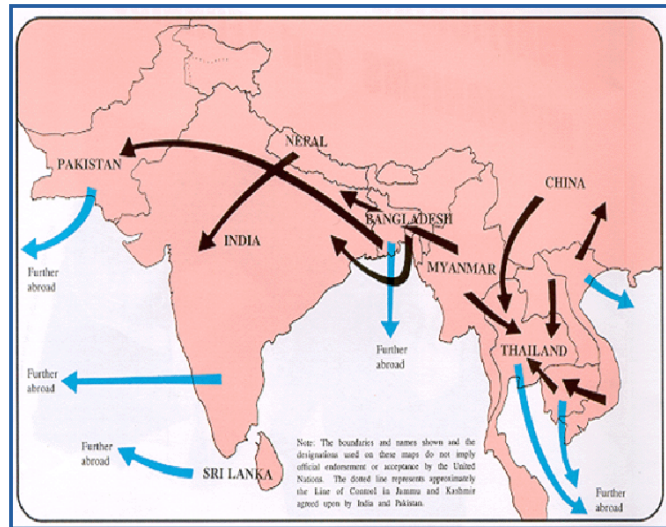 NEPAL
PAKISTAN
CHINA
BANGLADESH
INDIA
MYANMAR
Further
abroad
Further
abroad
THAILAND
Further
abroad
Further
abroad
SRI LANKA
Note: The boundaries and names shown and the
designations used on these maps do not imply
official endorsement or acceptance by the United
Nations. The dotted line represents approximately
the Line of Control in Jammu and Kashmir
agreed upon by India and Pakistan.
Further
abroad